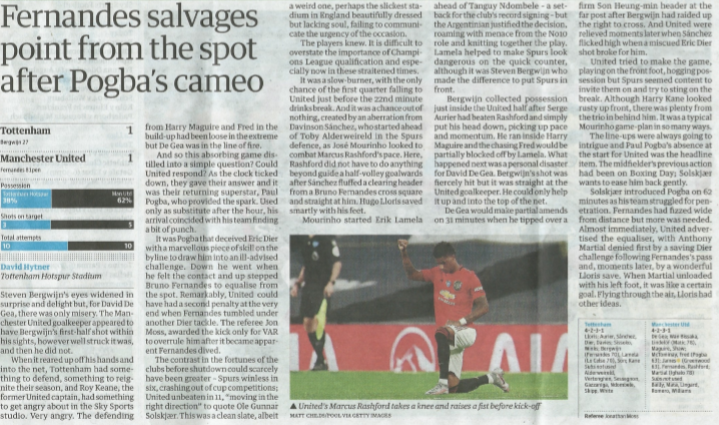 Fernandes salvages
point from the spot
after Pogba's cameo
Tottenham 1
Bergwijn 27
Manchester United 1
Fernandes 81pen
Possession
Tottenham Hotspur Man Utd
38% 62%
Shots on target
Total attempts
10 10
David Hytner
Tottenham Hotspur Stadium
Steven Bergwijn's eyes widened in
surprise and delight but, for David De
Gea, there was only misery. The Man-
chester United goalkeeper appeared to
have Bergwijn's first-half shot within
his sights, however well struck it was,
and then he did not.
When it reared up off his hands and
into the net, Tottenham had some-
thing to defend, something to reig-
nite their season, and Roy Keane, the
former United captain, had something
to get angry about in the Sky Sports
studio. Very angry. The defending
from Harry Maguire and Fred in the
build-up had been loose in the extreme
but De Gea was in the line of fire.
And so this absorbing game dis-
tilled into a simple question? Could
United respond? As the clock ticked
down, they gave their answer and it
was their returning superstar, Paul
Pogba, who provided the spark. Used
only as substitute after the hour, his
arrival coincided with his team finding
a bit of punch.
It was Pogba that deceived Eric Dier
with a marvellous piece of skill on the
byline to draw him into an ill-advised
challenge. Down he went when
he felt the contact and up stepped
Bruno Fernandes to equalise from
the spot. Remarkably, United could
have had a second penalty at the very
end when Fernandes tumbled under
another Dier tackle. The referee Jon
Moss, awarded the kick only for VAR
to overrule him after it became appar-
ent Fernandes dived.
The contrast in the fortunes of the
clubs before shutdown could scarcely
have been greater - Spurs winless in
six, crashing out of cup competitions;
United unbeaten in 11, "moving in the
right direction" to quote Ole Gunnar
Solskjær. This was a clean slate, albeit
a weird one, perhaps the slickest sta-
dium in England beautifully dressed
but lacking soul, failing to communi-
cate the urgency of the occasion.
The players knew. It is difficult to
overstate the importance of Champi-
ons League qualification and espe-
cially now in these straitened times.
It was a slow-burner, with the only
chance of the first quarter falling to
United just before the 22nd minute
drinks break. And it was a chance out of
nothing, created by an aberration from
Davinson Sánchez, who started ahead
of Toby Alderweireld in the Spurs
defence, as José Mourinho looked to
combat Marcus Rashford's pace. Here,
Rashford did not have to do anything
beyond guide a half-volley goalwards
after Sánchez fluffed a clearing header
from a Bruno Fernandes cross square
and straight at him. Hugo Lloris saved
smartly with his feet.
Mourinho started Erik Lamela
ahead of Tanguy Ndombele - a set-
back for the club's record signing - but
the Argentinian justified the decision,
roaming with menace from the No10
role and knitting together the play.
Lamela helped to make Spurs look
dangerous on the quick counter,
although it was Steven Bergwijn who
made the difference to put Spurs in
front.
Bergwijn collected possession
just inside the United half after Serge
Aurier had beaten Rashford and simply
put his head down, picking up pace
and momentum. He ran inside Harry
Maguire and the chasing Fred would be
partially blocked off by Lamela. What
happened next was a personal disaster
for David De Gea. Bergwijn's shot was
fiercely hit but it was straight at the
United goalkeeper. He could only help
it up and into the top of the net.
De Gea would make partial amends
on 31 minutes when he tipped over a
firm Son Heung-min header at the
far post after Bergwijn had raided up
the right to cross. And United were
relieved moments later when Sánchez
flicked high when a miscued Eric Dier
shot broke for him.
United tried to make the game,
playing on the front foot, hogging pos-
session but Spurs seemed content to
invite them on and try to sting on the
break. Although Harry Kane looked
rusty up front, there was plenty from
the trio in behind him. It was a typical
Mourinho game-plan in so many ways.
The line-ups were always going to
intrigue and Paul Pogba's absence at
the start for United was the headline
item. The midfielder's previous action
had been on Boxing Day; Solskjær
wants to ease him back gently.
Solskjær introduced Pogba on 62
minutes as his team struggled for pen-
etration. Fernandes had fizzed wide
from distance but more was needed.
Almost immediately, United adver-
tised the equaliser, with Anthony
Martial denied first by a saving Dier
challenge following Fernandes's pass
and, moments later, by a wonderful
Lloris save. When Martial unloaded
with his left foot, it was like a certain
goal. Flying through the air, Lloris had
other ideas.
▲ United's Marcus Rashford takes a knee and raises a fist before kick-off
MATT CHILDS/POOL VIA GETTY IMAGES
Tottenham
4-2-3-1
Manchester Utd
4-2-3-1
Referee Jonathan Moss